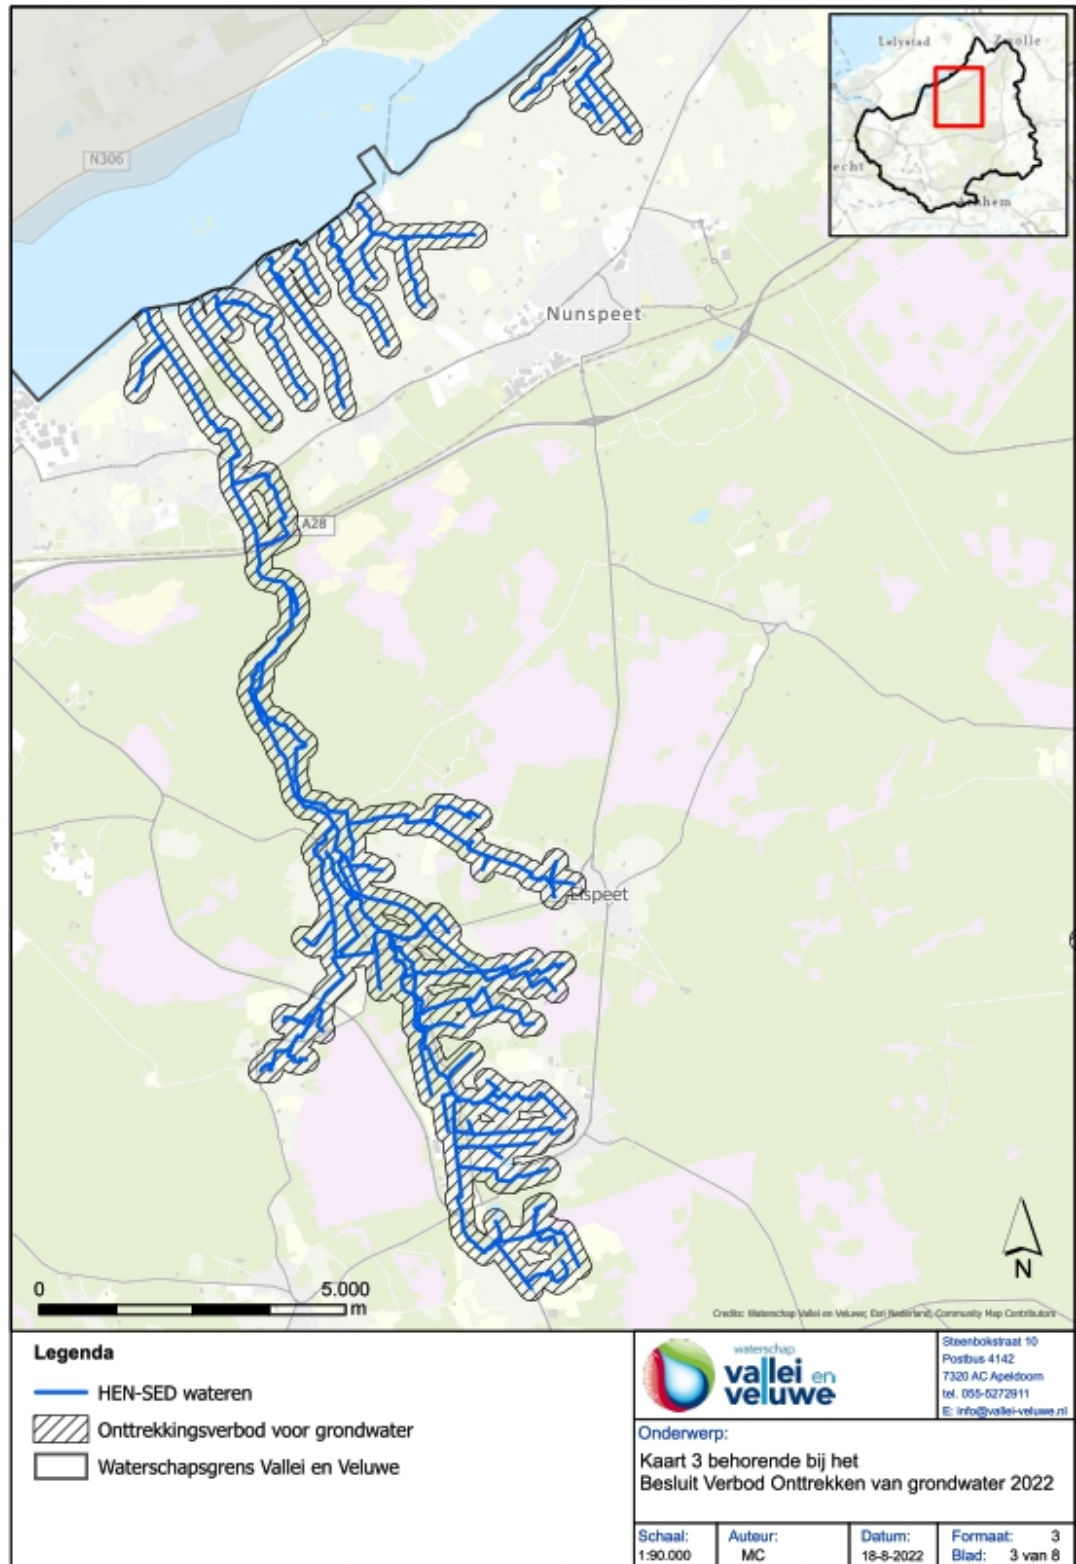 Lelystad
Zwolle
N306
Nunspeet
A28
Elspeet
0
5.000
m
N
Credits: Waterschap Vallei en Veluwe; Esri Nederland, Community Map Contributors
Legenda
HEN-SED wateren
Onttrekkingsverbod voor grondwater
Waterschapsgrens Vallei en Veluwe
waterschap
vallei en
veluwe
Steenbokstraat 10
Postbus 4142
7320 AC Apeldoorn
tel. 055-5272911
E: info@vallei-veluwe.nl
Onderwerp:
Kaart 3 behorende bij het
Besluit Verbod Onttrekken van grondwater 2022
Schaal:
1:90.000
Auteur:
MC
Datum:
18-8-2022
Formaat: 3
Blad: 3 van 8